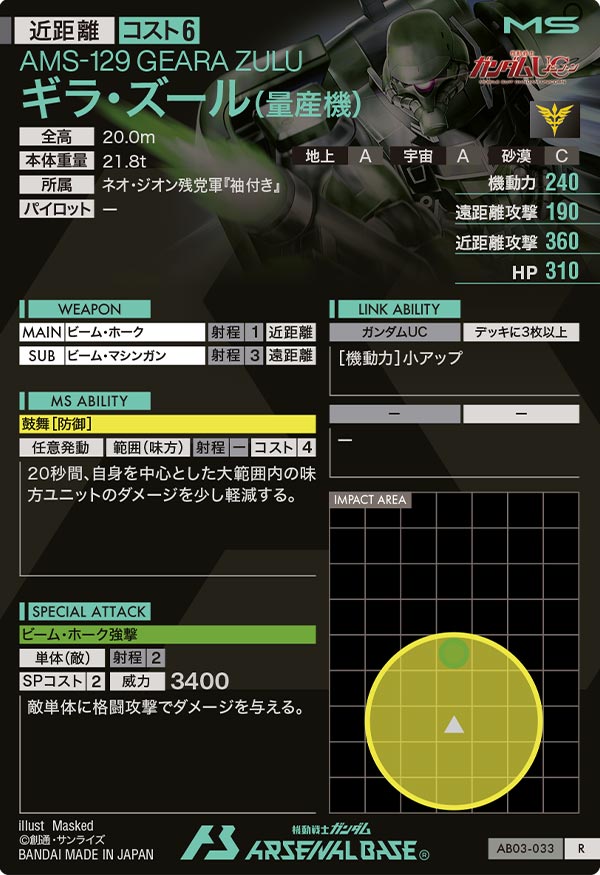 近距離 コスト6 MS
AMS-129 GEARA ZULU
ギラ・ズール(量産機)
機動戦士
ガンダムUC
全高 20.0m
本体重量 21.8t
所属 ネオ・ジオン残党軍『袖付き』
パイロット ー
地上 A 宇宙 A 砂漠 C
機動力 240
遠距離攻撃 190
近距離攻撃 360
HP 310
WEAPON
MAIN ビーム・ホーク 射程 1 近距離
SUB ビーム・マシンガン 射程 3 遠距離
LINK ABILITY
ガンダムUC デッキに3枚以上
[機動力]小アップ
ー ー
ー
MS ABILITY
鼓舞[防御]
任意発動 範囲(味方) 射程 ー コスト 4
20秒間、自身を中心とした大範囲内の味
方ユニットのダメージを少し軽減する。
IMPACT AREA
SPECIAL ATTACK
ビーム・ホーク強撃
単体(敵) 射程 2
SPコスト 2 威力 3400
敵単体に格闘攻撃でダメージを与える。
illust Masked
©創通・サンライズ
BANDAI MADE IN JAPAN
機動戦士ガンダム
ARSENAL BASE®
AB03-033 R